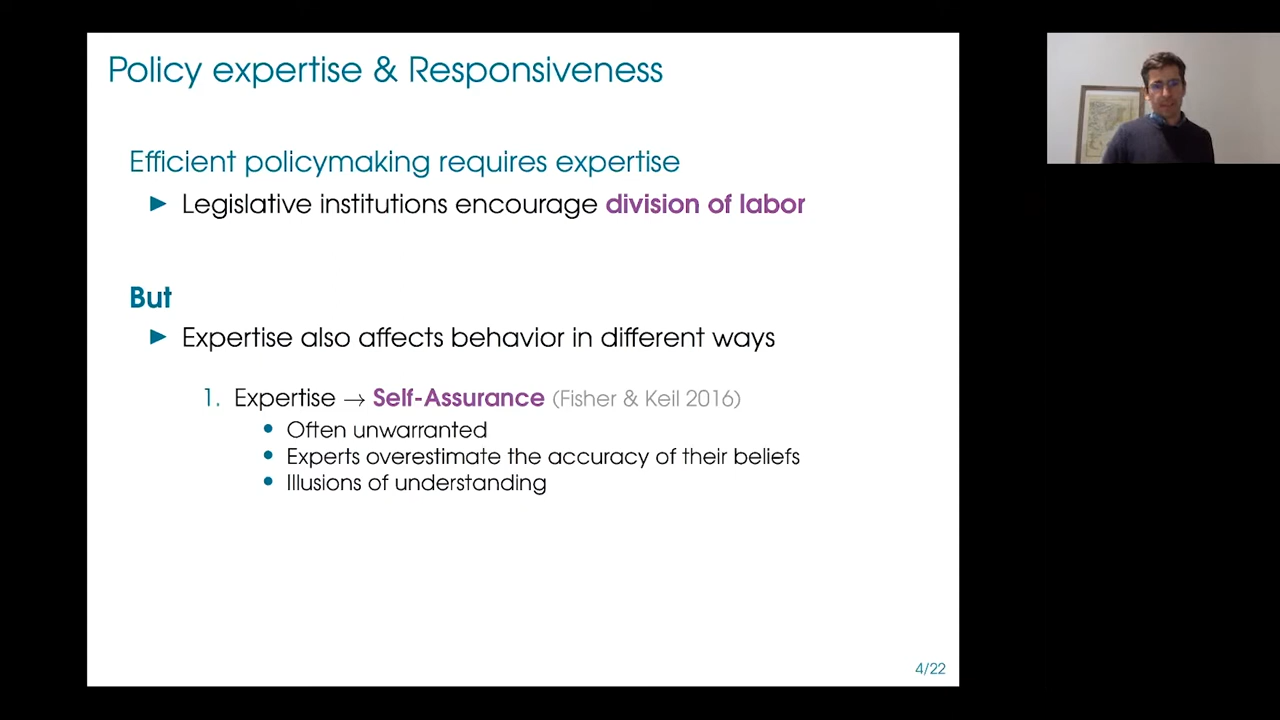 Policy expertise & Responsiveness
Efficient policymaking requires expertise
► Legislative institutions encourage division of labor
But
► Expertise also affects behavior in different ways
1. Expertise → Self-Assurance (Fisher & Keil 2016)
• Often unwarranted
• Experts overestimate the accuracy of their beliefs
• Illusions of understanding
4/22